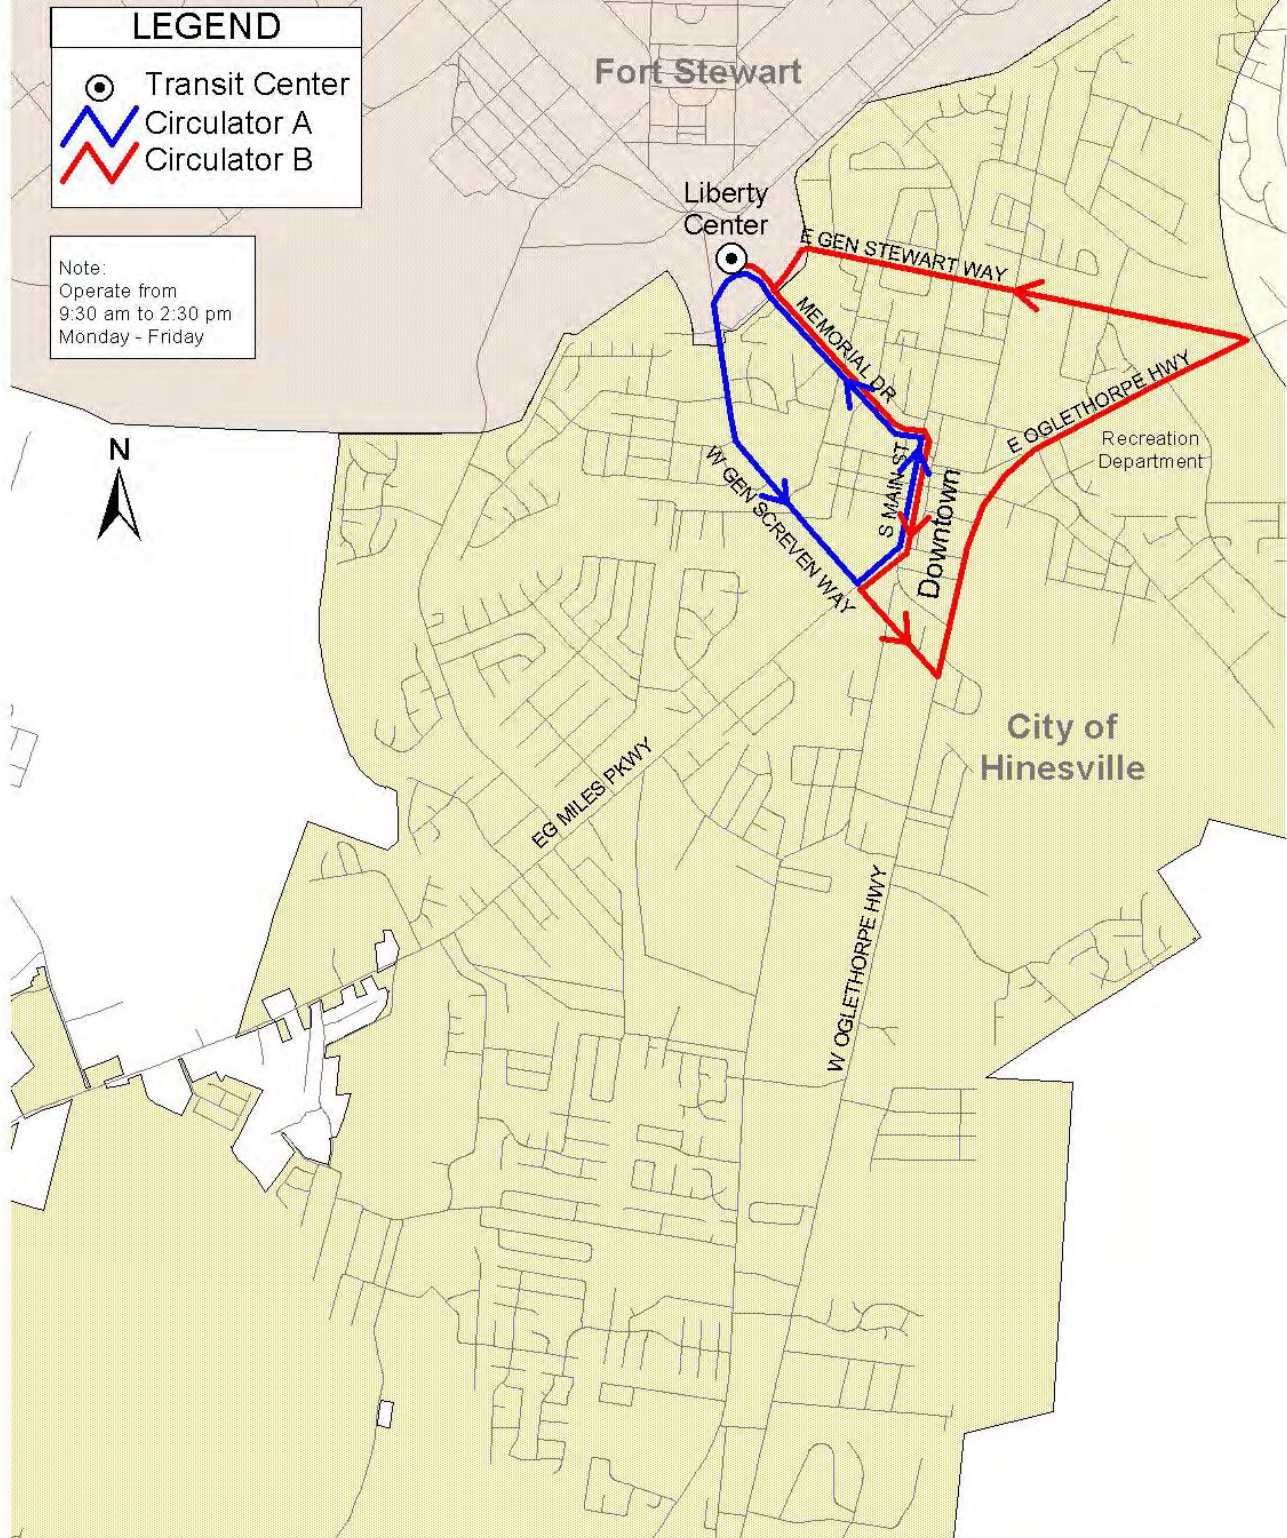 LEGEND
Transit Center
Circulator A
Circulator B
Note:
Operate from
9:30 am to 2:30 pm
Monday - Friday
Fort Stewart
Liberty
Center
E GEN STEWART WAY
MEMORIAL DR
E OGLETHORPE HWY
Recreation
Department
N
W GEN SCREVEN WAY
S MAIN ST
Downtown
City of
Hinesville
EG MILES PKWY
W OGLETHORPE HWY